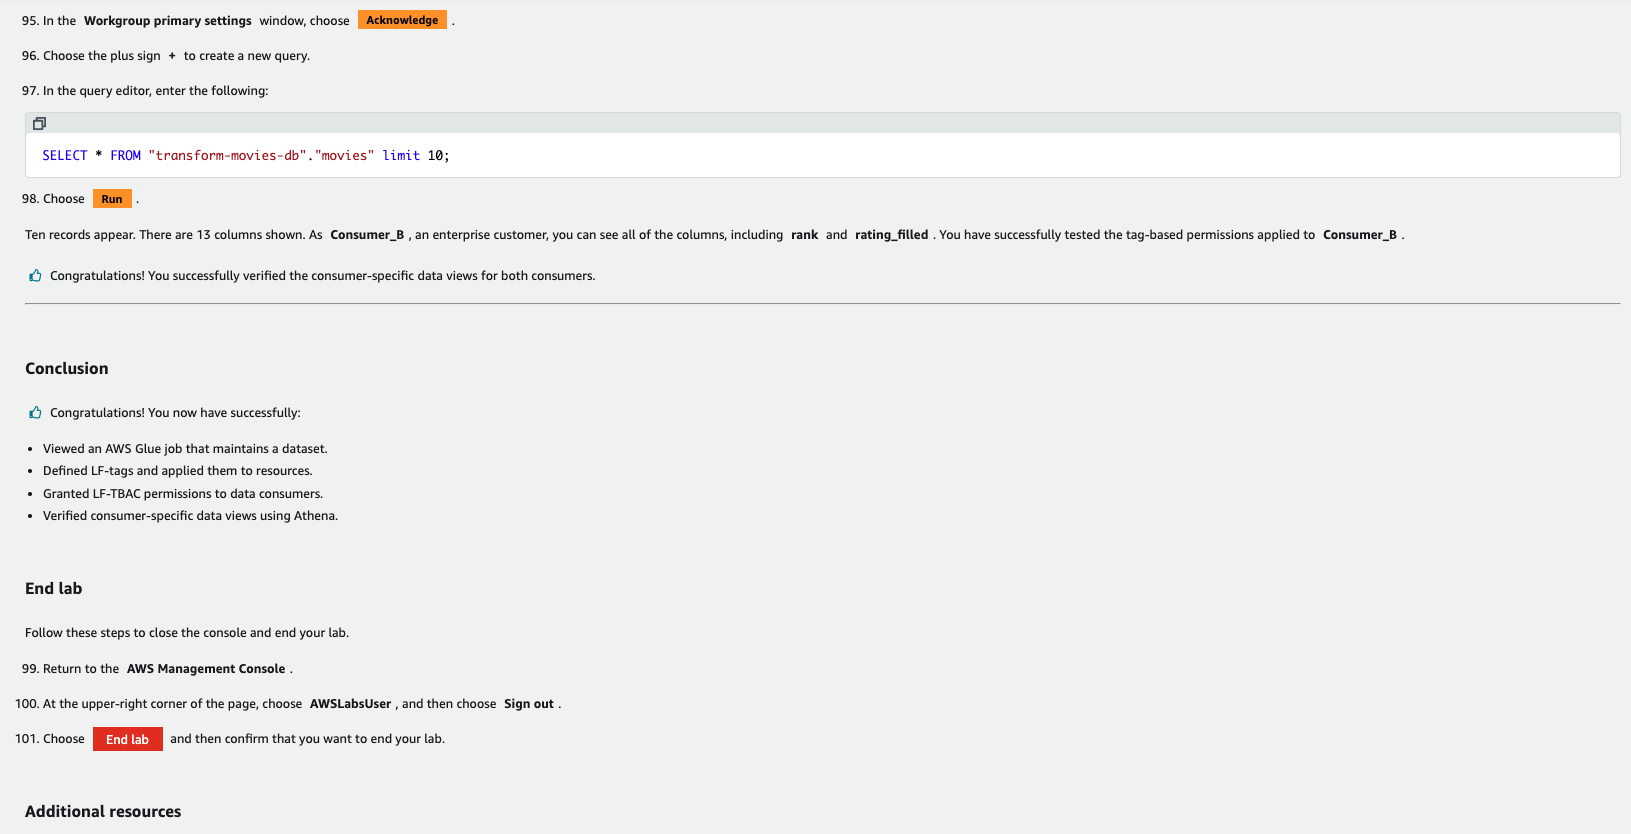 95. In the Workgroup primary settings window, choose Acknowledge .
96. Choose the plus sign + to create a new query.
97. In the query editor, enter the following:
SELECT * FROM "transform-movies-db"."movies" limit 10;
98. Choose Run .
Ten records appear. There are 13 columns shown. As Consumer_B , an enterprise customer, you can see all of the columns, including rank and rating_filled . You have successfully tested the tag-based permissions applied to Consumer_B .
Congratulations! You successfully verified the consumer-specific data views for both consumers.
Conclusion
Congratulations! You now have successfully:
• Viewed an AWS Glue job that maintains a dataset.
• Defined LF-tags and applied them to resources.
• Granted LF-TBAC permissions to data consumers.
• Verified consumer-specific data views using Athena.
End lab
Follow these steps to close the console and end your lab.
99. Return to the AWS Management Console .
100. At the upper-right corner of the page, choose AWSLabsUser , and then choose Sign out .
101. Choose End lab and then confirm that you want to end your lab.
Additional resources